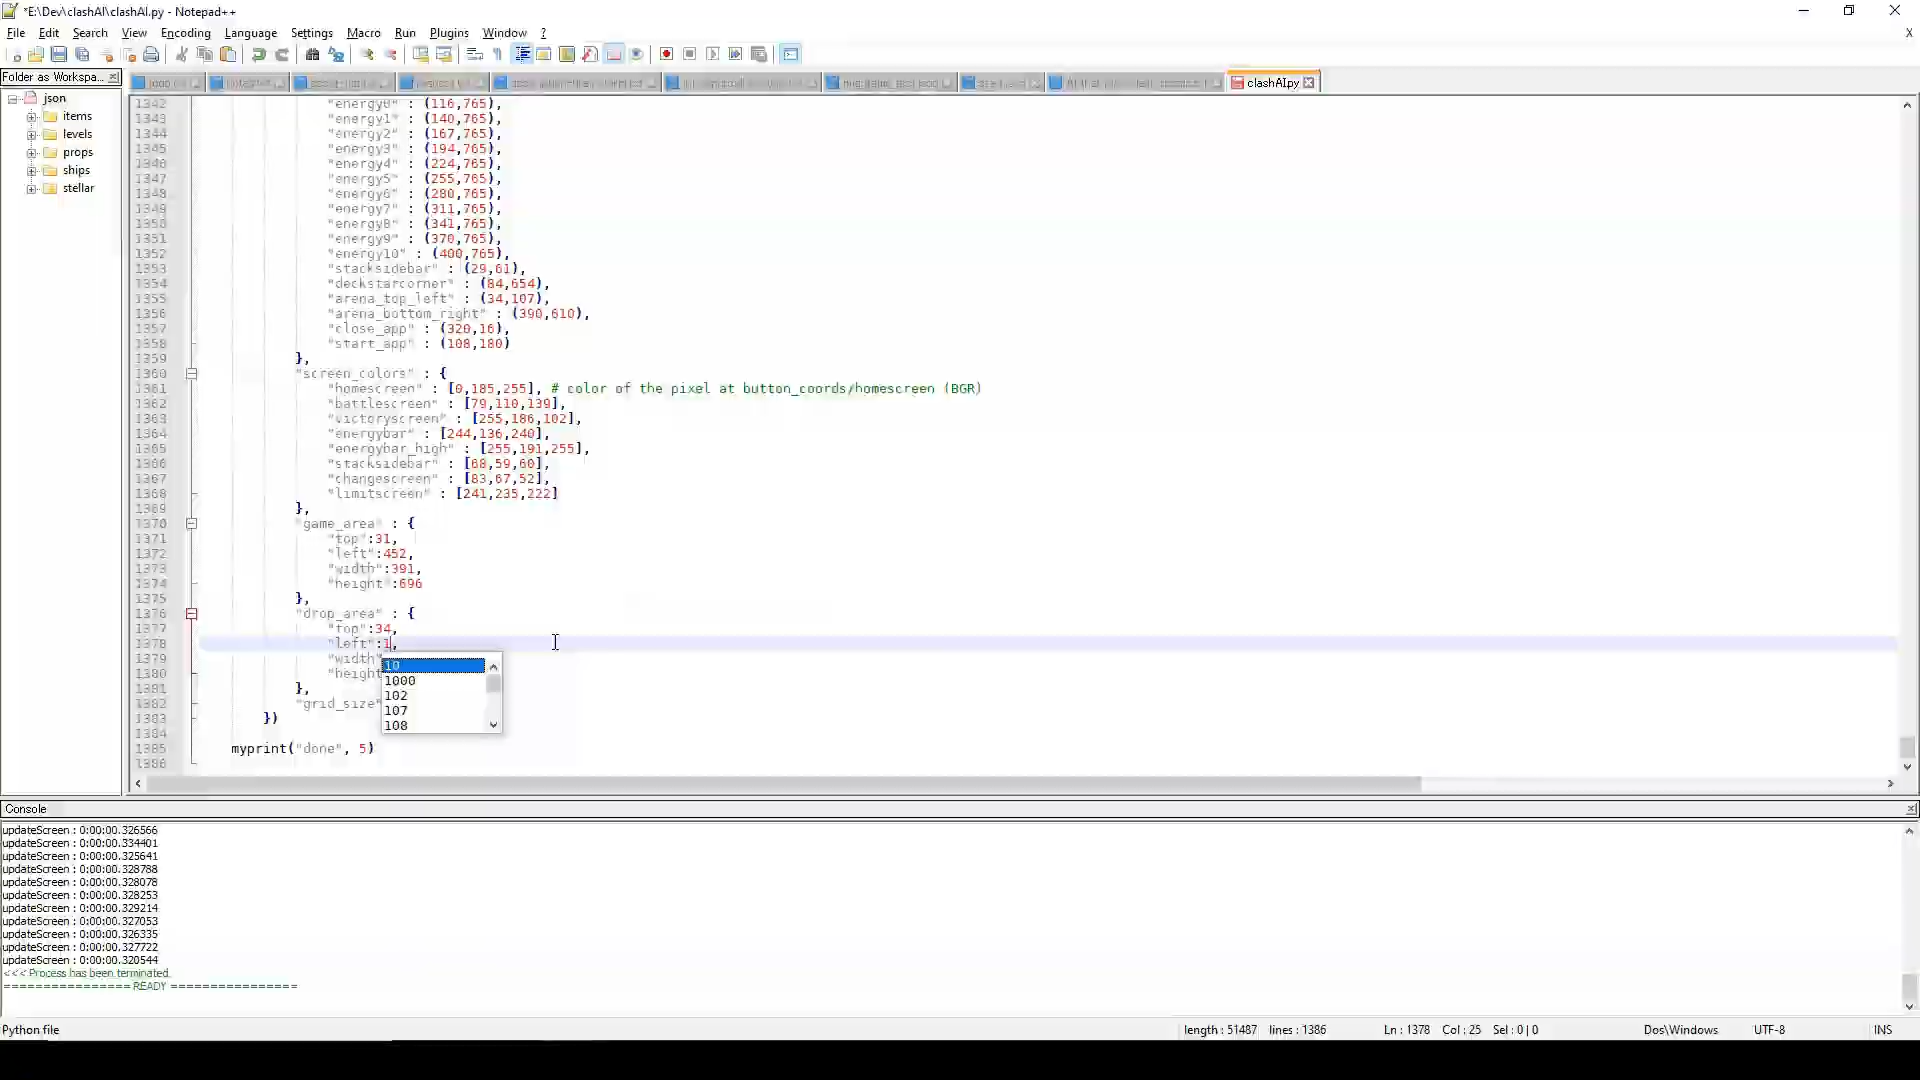 *E:\Dev\clashAI\clashAI.py - Notepad++
File Edit Search View Encoding Language Settings Macro Run Plugins Window ?
X
Folder as Workspa...
clashAI.py
json
items
levels
props
ships
stellar
1342 "energy0" : (116,765),
1343 "energy1" : (140,765),
1344 "energy2" : (167,765),
1345 "energy3" : (194,765),
1346 "energy4" : (224,765),
1347 "energy5" : (255,765),
1348 "energy6" : (280,765),
1349 "energy7" : (311,765),
1350 "energy8" : (341,765),
1351 "energy9" : (370,765),
1352 "energy10" : (400,765),
1353 "stacksidebar" : (29,61),
1354 "deckstarcorner" : (84,654),
1355 "arena_top_left" : (34,107),
1356 "arena_bottom_right" : (390,610),
1357 "close_app" : (320,16),
1358 "start_app" : (108,180)
1359 },
1360 "screen_colors" : {
1361 "homescreen" : [0,185,255], # color of the pixel at button_coords/homescreen (BGR)
1362 "battlescreen" : [79,110,139],
1363 "victoryscreen" : [255,186,102],
1364 "energybar" : [244,136,240],
1365 "energybar_high" : [255,191,255],
1366 "stacksidebar" : [68,59,60],
1367 "changescreen" : [83,67,52],
1368 "limitscreen" : [241,235,222]
1369 },
1370 "game_area" : {
1371 "top":31,
1372 "left":452,
1373 "width":391,
1374 "height":696
1375 },
1376 "drop_area" : {
1377 "top":34,
1378 "left":1,
1379 "width"
1380 "height
1381 },
1382 "grid_size"
1383 })
1384
1385 myprint("done", 5)
1386
10
1000
102
107
108
Console
updateScreen : 0:00:00.326566
updateScreen : 0:00:00.334401
updateScreen : 0:00:00.325641
updateScreen : 0:00:00.328788
updateScreen : 0:00:00.328078
updateScreen : 0:00:00.328253
updateScreen : 0:00:00.329214
updateScreen : 0:00:00.327053
updateScreen : 0:00:00.326335
updateScreen : 0:00:00.327722
updateScreen : 0:00:00.320544
<<< Process has been terminated.
================ READY ================
Python file length : 51487 lines : 1386 Ln : 1378 Col : 25 Sel : 0 | 0 Dos\Windows UTF-8 INS